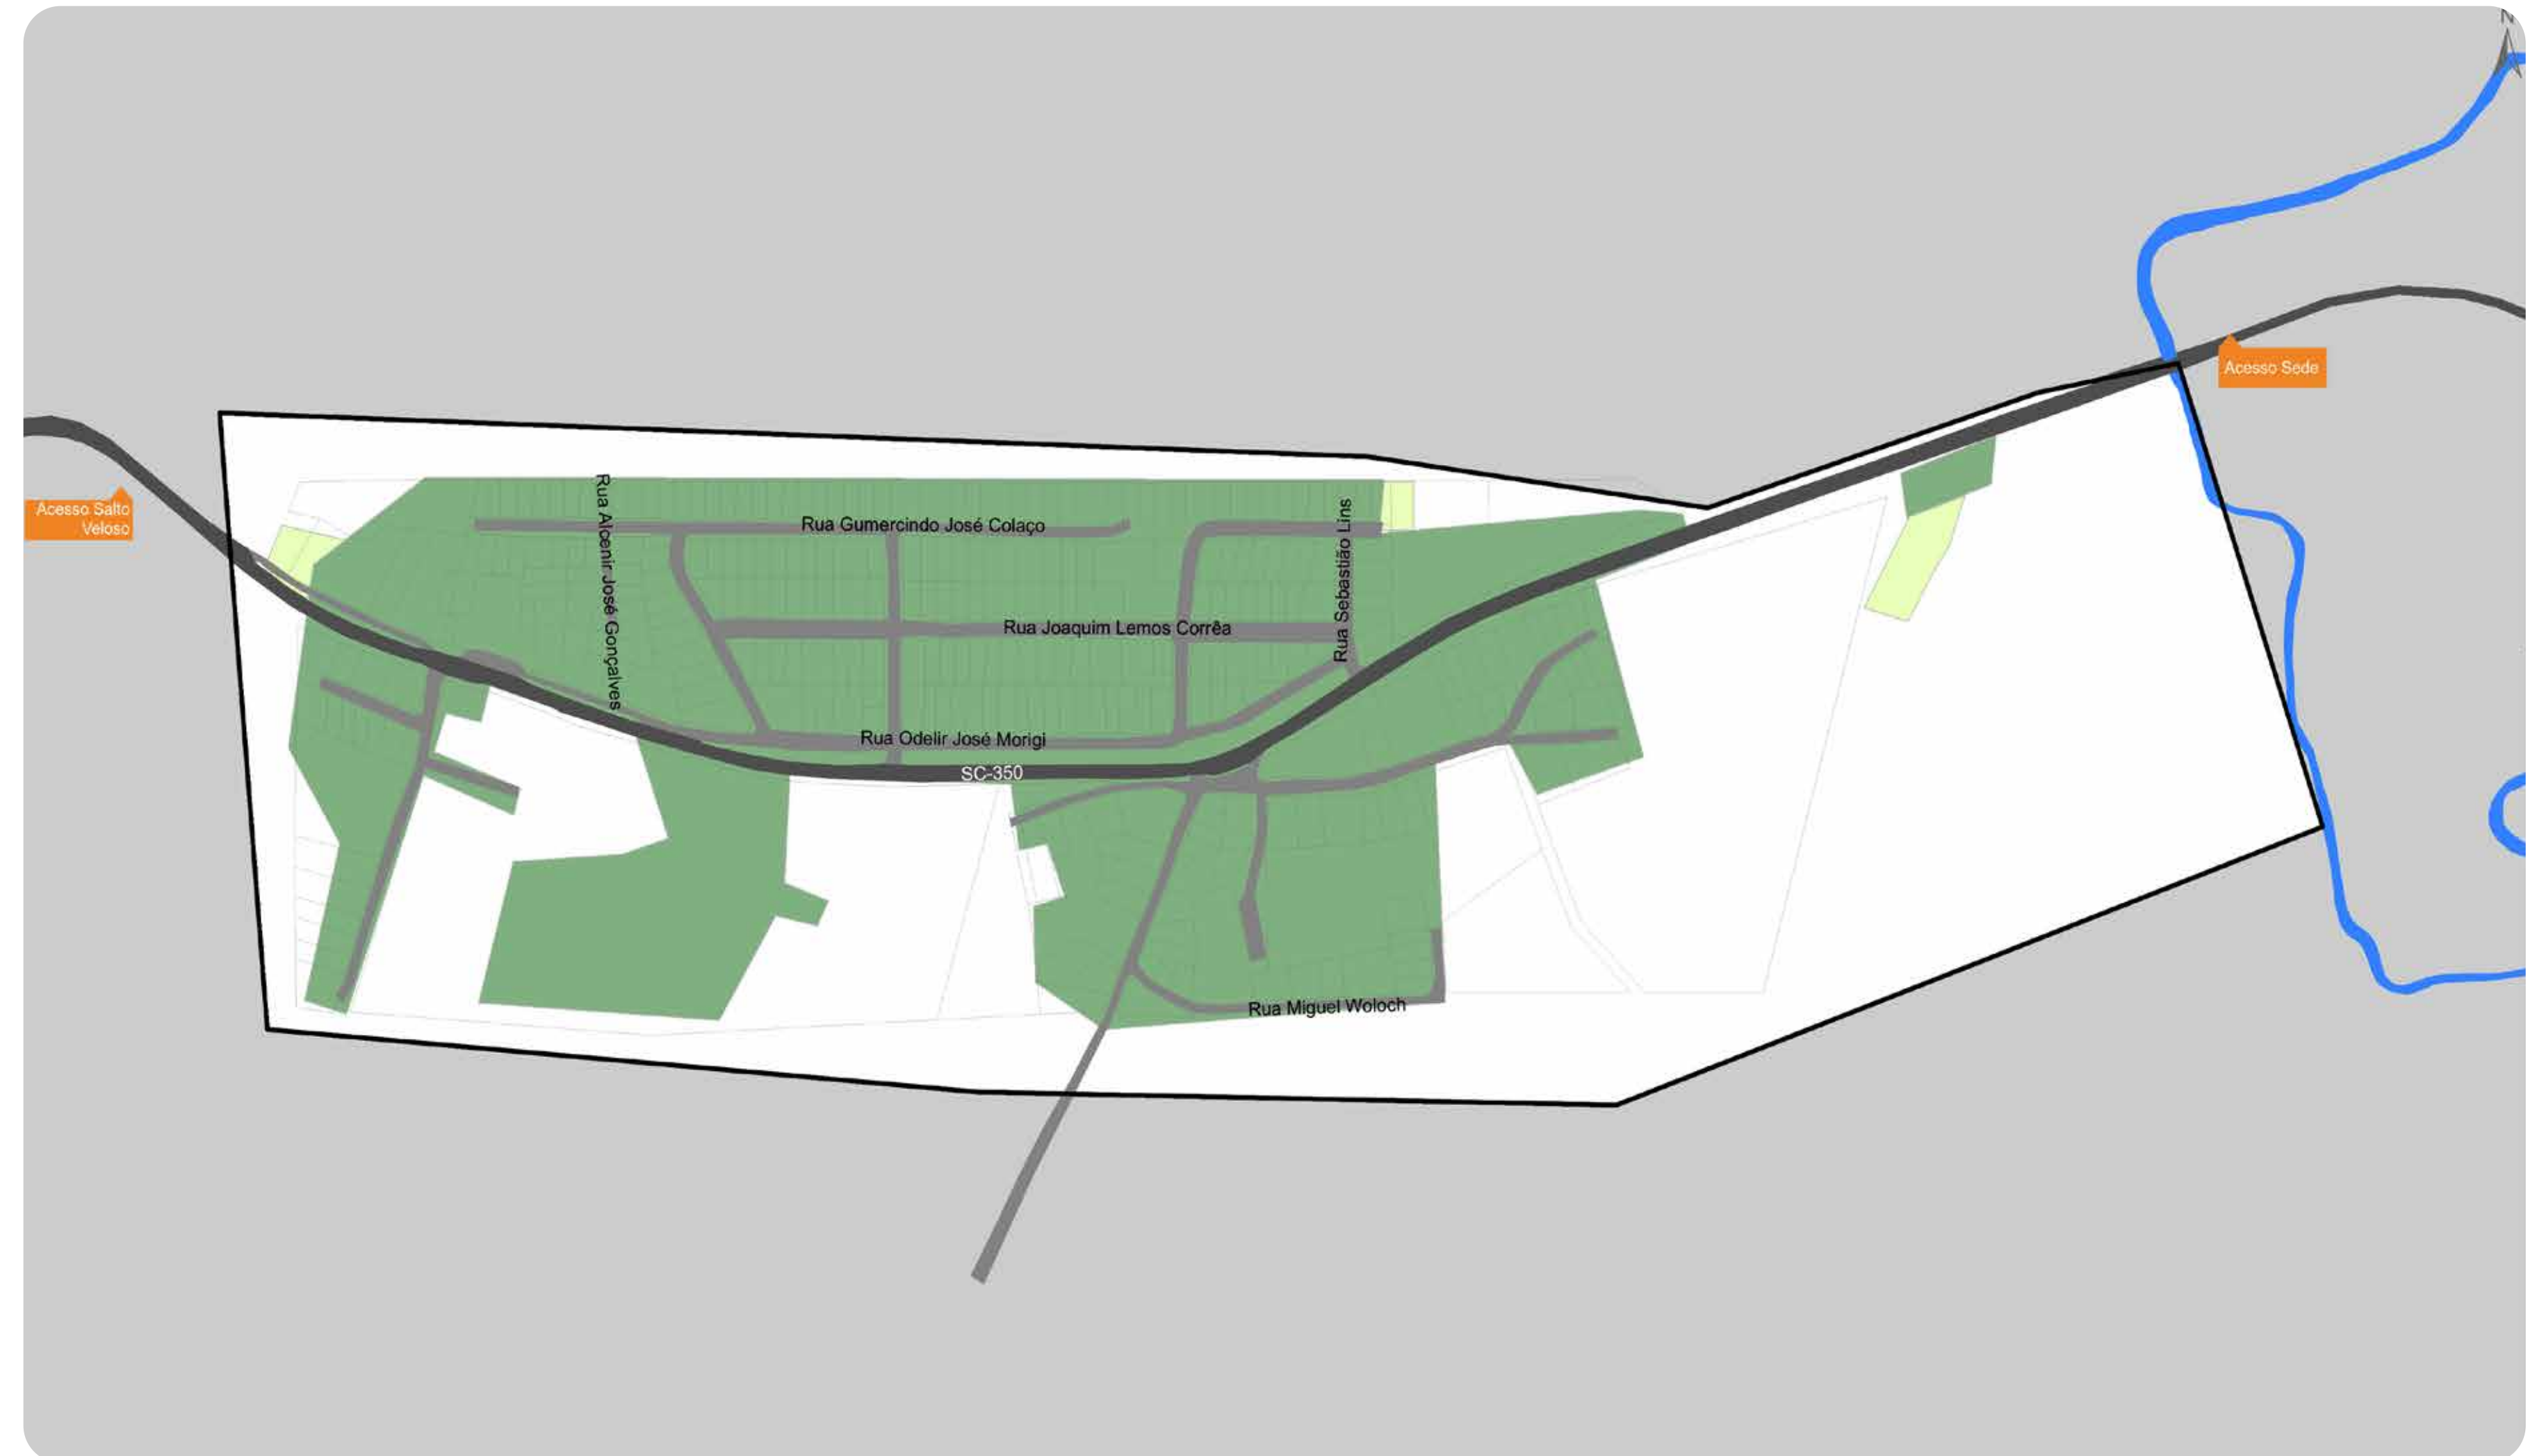 N
Acesso Sede
Acesso Salto
Veloso
Rua Alcenir José Gonçalves
Rua Gumercindo José Colaço
Rua Sebastião Lins
Rua Joaquim Lemos Corrêa
Rua Odelir José Morigi
SC-350
Rua Miguel Woloch